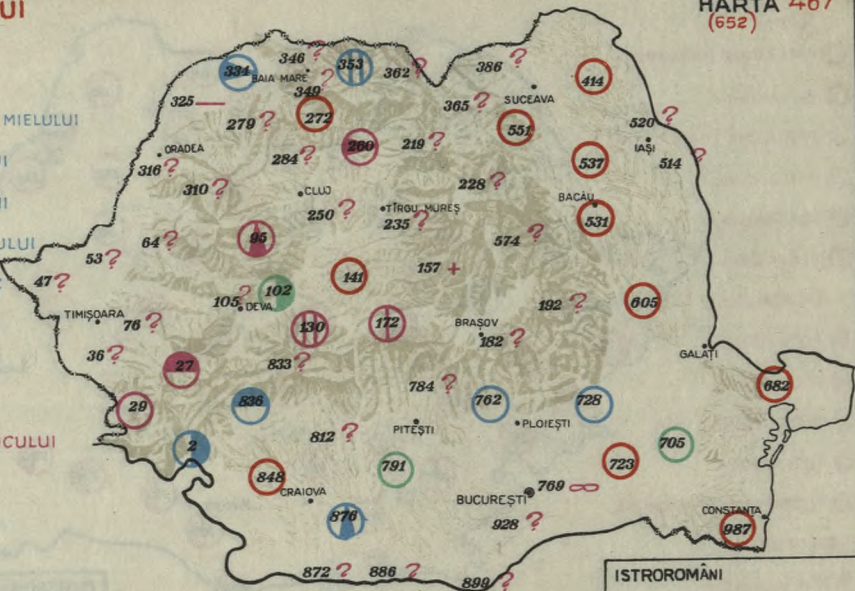 UI
HARTA 467
(652)
MIELULUI
UI
II
ULUI
CULUI
334
346 ?
353
362 ?
386 ?
414
BAIA MARE
349 ?
325 —
272
365 ?
SUCEAVA
279 ?
551
520 ?
IAȘI
260
219 ?
ORADEA
284 ?
537
514 ?
316 ?
310 ?
CLUJ
228 ?
BACĂU
250 ?
TÎRGU MUREȘ
235 ?
531
64 ?
95
574 ?
53 ?
157 +
47 ?
141
105 ?
102
DEVA
192 ?
605
TIMIȘOARA
76 ?
130
172
BRAȘOV
182 ?
36 ?
833 ?
GALAȚI
27
784 ?
682
29
836
762
728
812 ?
PITEȘTI
PLOIEȘTI
705
2
791
723
848
CRAIOVA
769 ∞
BUCUREȘTI
876
928 ?
CONSTANȚA
987
872 ?
886 ?
899 ?
ISTROROMÂNI